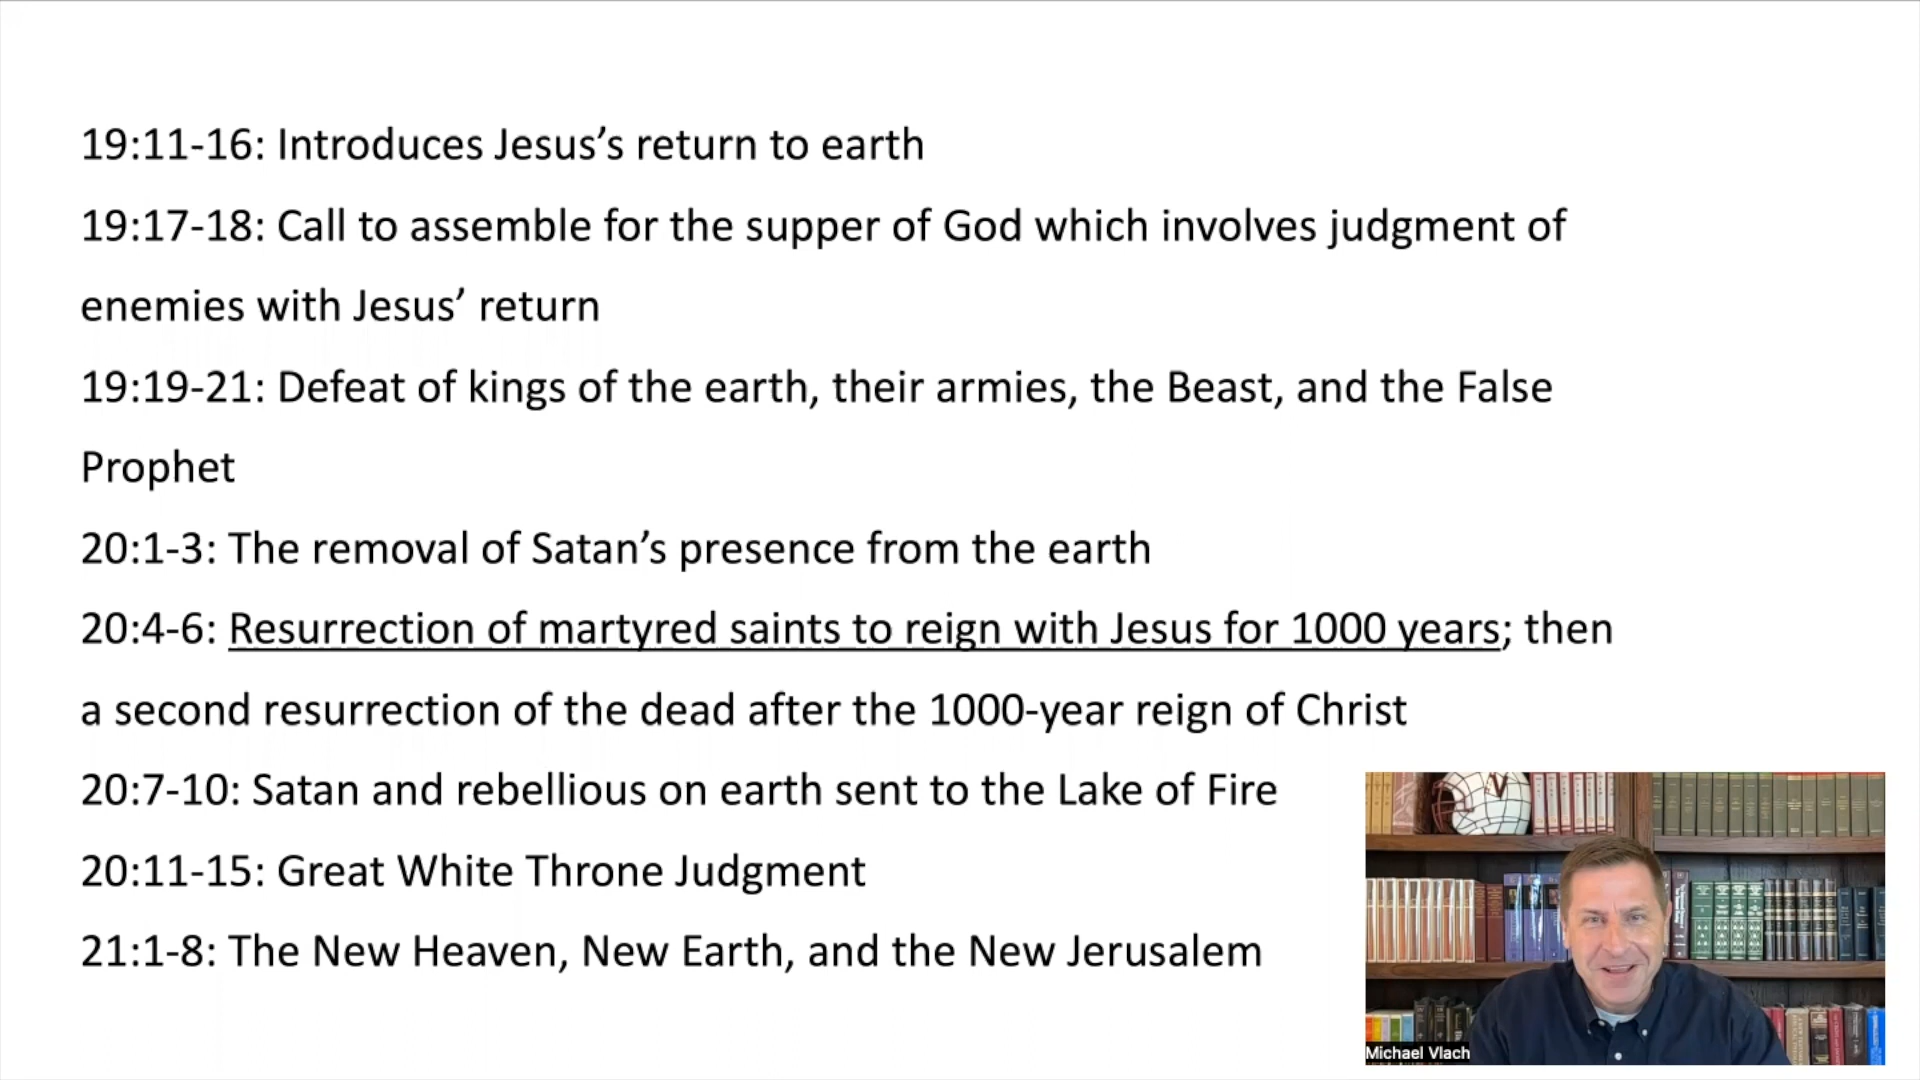 19:11-16: Introduces Jesus’s return to earth
19:17-18: Call to assemble for the supper of God which involves judgment of
enemies with Jesus’ return
19:19-21: Defeat of kings of the earth, their armies, the Beast, and the False
Prophet
20:1-3: The removal of Satan’s presence from the earth
20:4-6: Resurrection of martyred saints to reign with Jesus for 1000 years; then
a second resurrection of the dead after the 1000-year reign of Christ
20:7-10: Satan and rebellious on earth sent to the Lake of Fire
20:11-15: Great White Throne Judgment
21:1-8: The New Heaven, New Earth, and the New Jerusalem
V
Michael Vlach